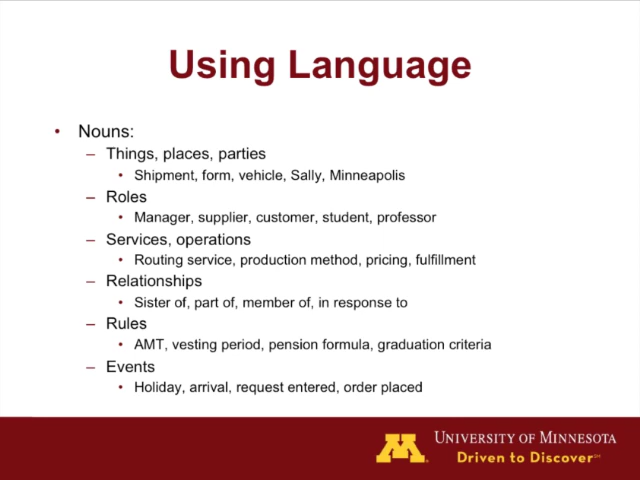 Using Language
• Nouns:
– Things, places, parties
• Shipment, form, vehicle, Sally, Minneapolis
– Roles
• Manager, supplier, customer, student, professor
– Services, operations
• Routing service, production method, pricing, fulfillment
– Relationships
• Sister of, part of, member of, in response to
– Rules
• AMT, vesting period, pension formula, graduation criteria
– Events
• Holiday, arrival, request entered, order placed
M
UNIVERSITY OF MINNESOTA
Driven to Discover℠